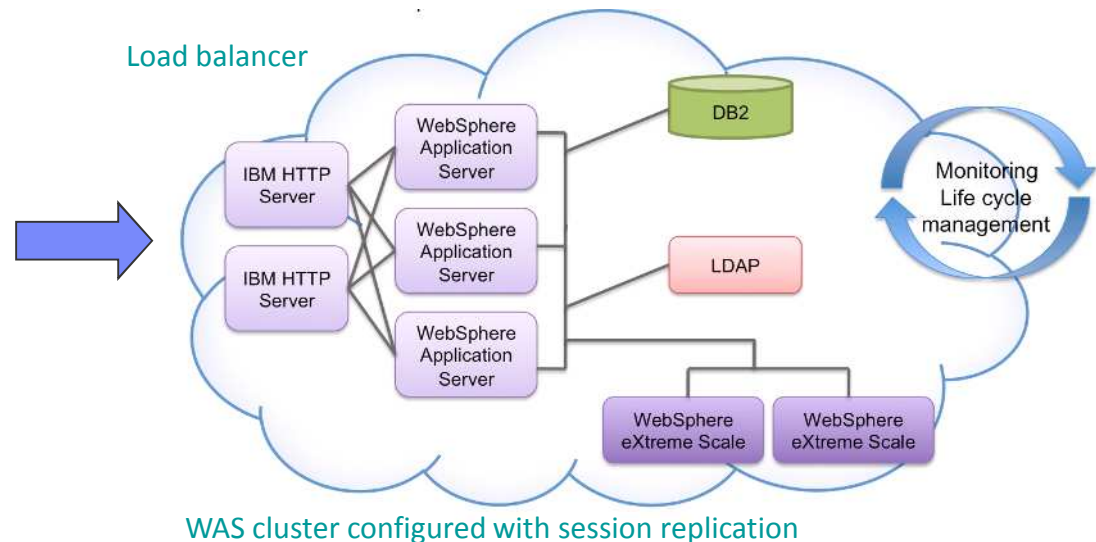 Load balancer
IBM HTTP
Server
IBM HTTP
Server
WebSphere
Application
Server
WebSphere
Application
Server
WebSphere
Application
Server
DB2
LDAP
WebSphere
eXtreme Scale
WebSphere
eXtreme Scale
Monitoring
Life cycle
management
WAS cluster configured with session replication